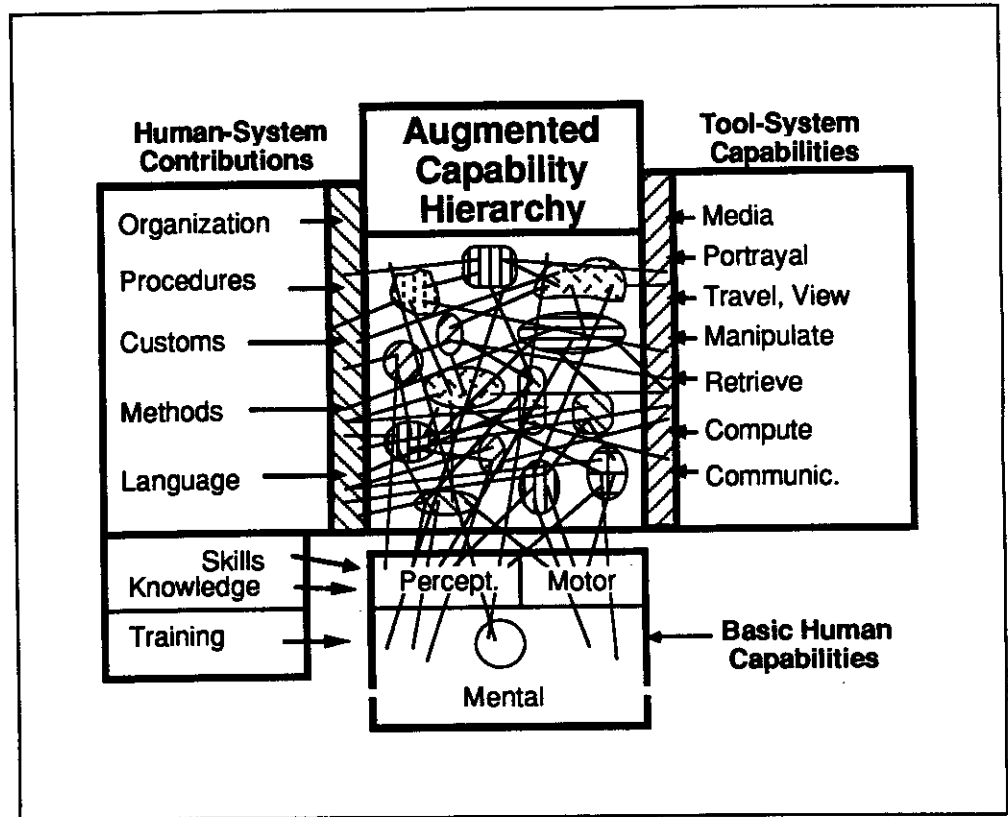 Human-System
Contributions
Augmented
Capability
Hierarchy
Tool-System
Capabilities
Organization
Procedures
Customs
Methods
Language
Media
Portrayal
Travel, View
Manipulate
Retrieve
Compute
Communic.
Skills
Knowledge
Training
Percept.
Motor
Mental
Basic Human
Capabilities